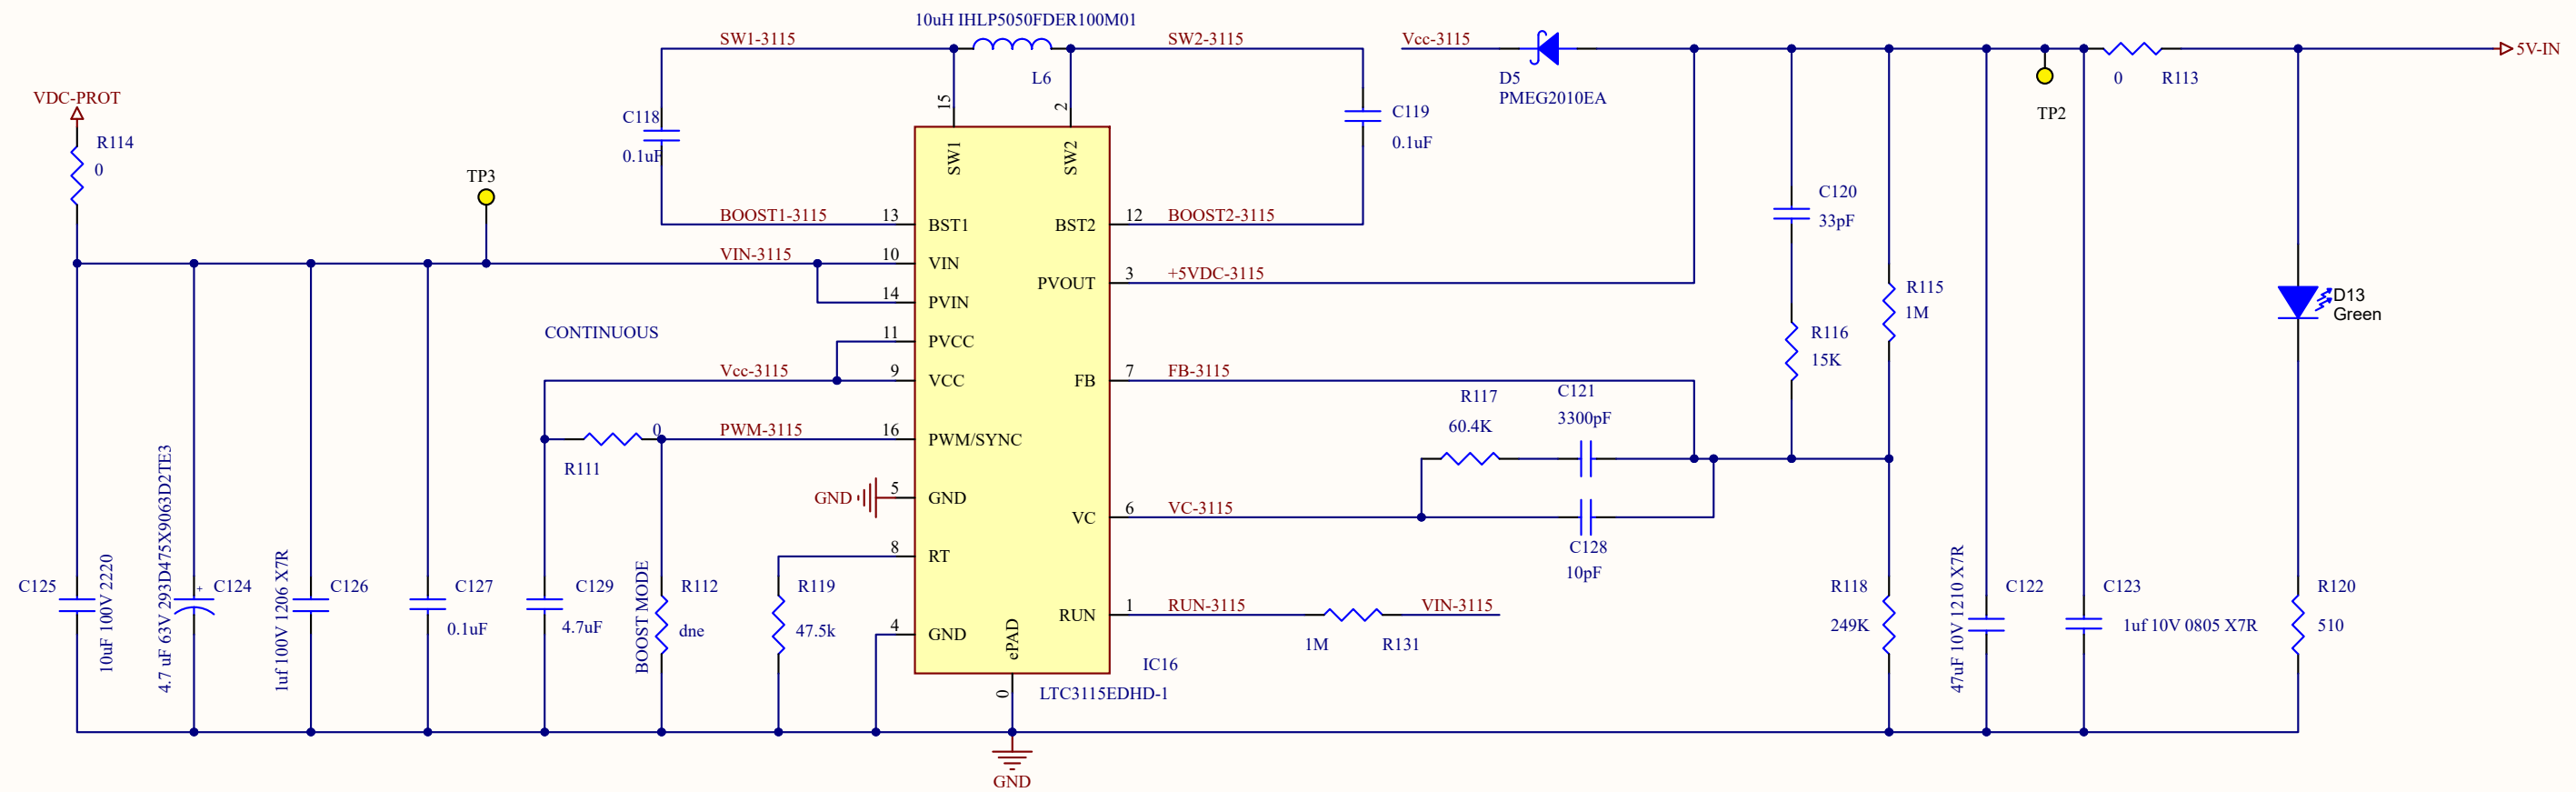 10uH IHLP5050FDER100M01
SW1-3115
SW2-3115
Vcc-3115
5V-IN
L6
D5
PMEG2010EA
0
R113
TP2
VDC-PROT
R114
0
C118
0.1uF
15
2
C119
0.1uF
SW1
SW2
TP3
C120
33pF
BOOST1-3115
13
BST1
BST2
12
BOOST2-3115
VIN-3115
10
VIN
PVOUT
3
+5VDC-3115
14
PVIN
R115
1M
D13
Green
CONTINUOUS
11
PVCC
R116
15K
Vcc-3115
9
VCC
FB
7
FB-3115
R117
60.4K
C121
3300pF
0
R111
PWM-3115
16
PWM/SYNC
GND
5
GND
VC
6
VC-3115
C128
10pF
8
RT
C125
10uF 100V 2220
4.7 uF 63V 293D475X9063D2TE3
+
C124
1uf 100V 1206 X7R
C126
C127
0.1uF
C129
4.7uF
BOOST MODE
R112
dne
R119
47.5k
4
GND
ePAD
0
RUN
1
RUN-3115
VIN-3115
1M
R131
IC16
LTC3115EDHD-1
R118
249K
47uF 10V 1210 X7R
C122
C123
1uf 10V 0805 X7R
R120
510
GND